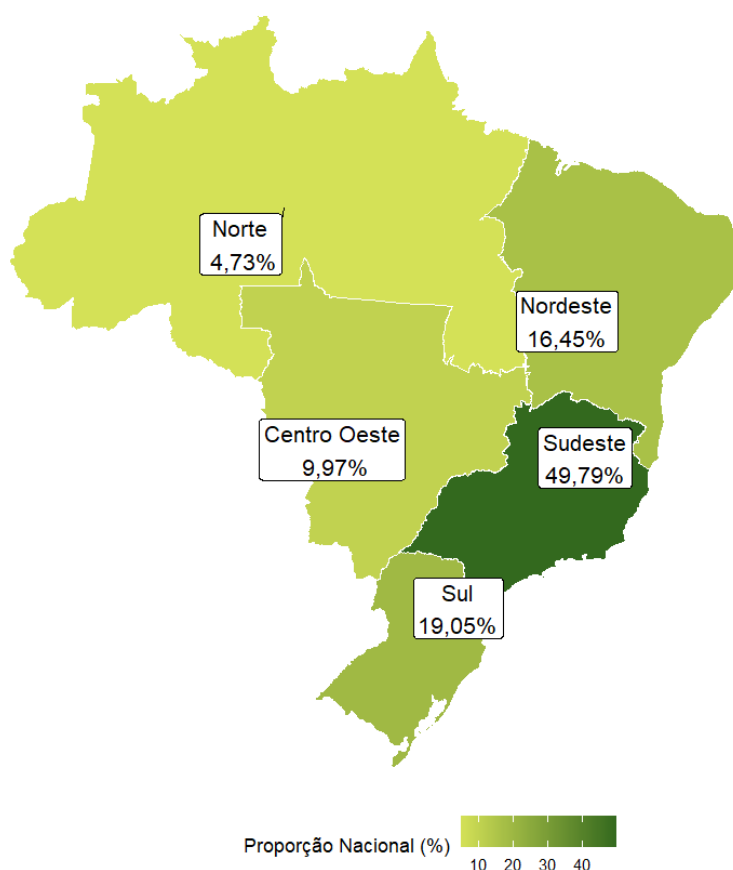 Norte
4,73%
Nordeste
16,45%
Centro Oeste
9,97%
Sudeste
49,79%
Sul
19,05%
Proporção Nacional (%)
10 20 30 40